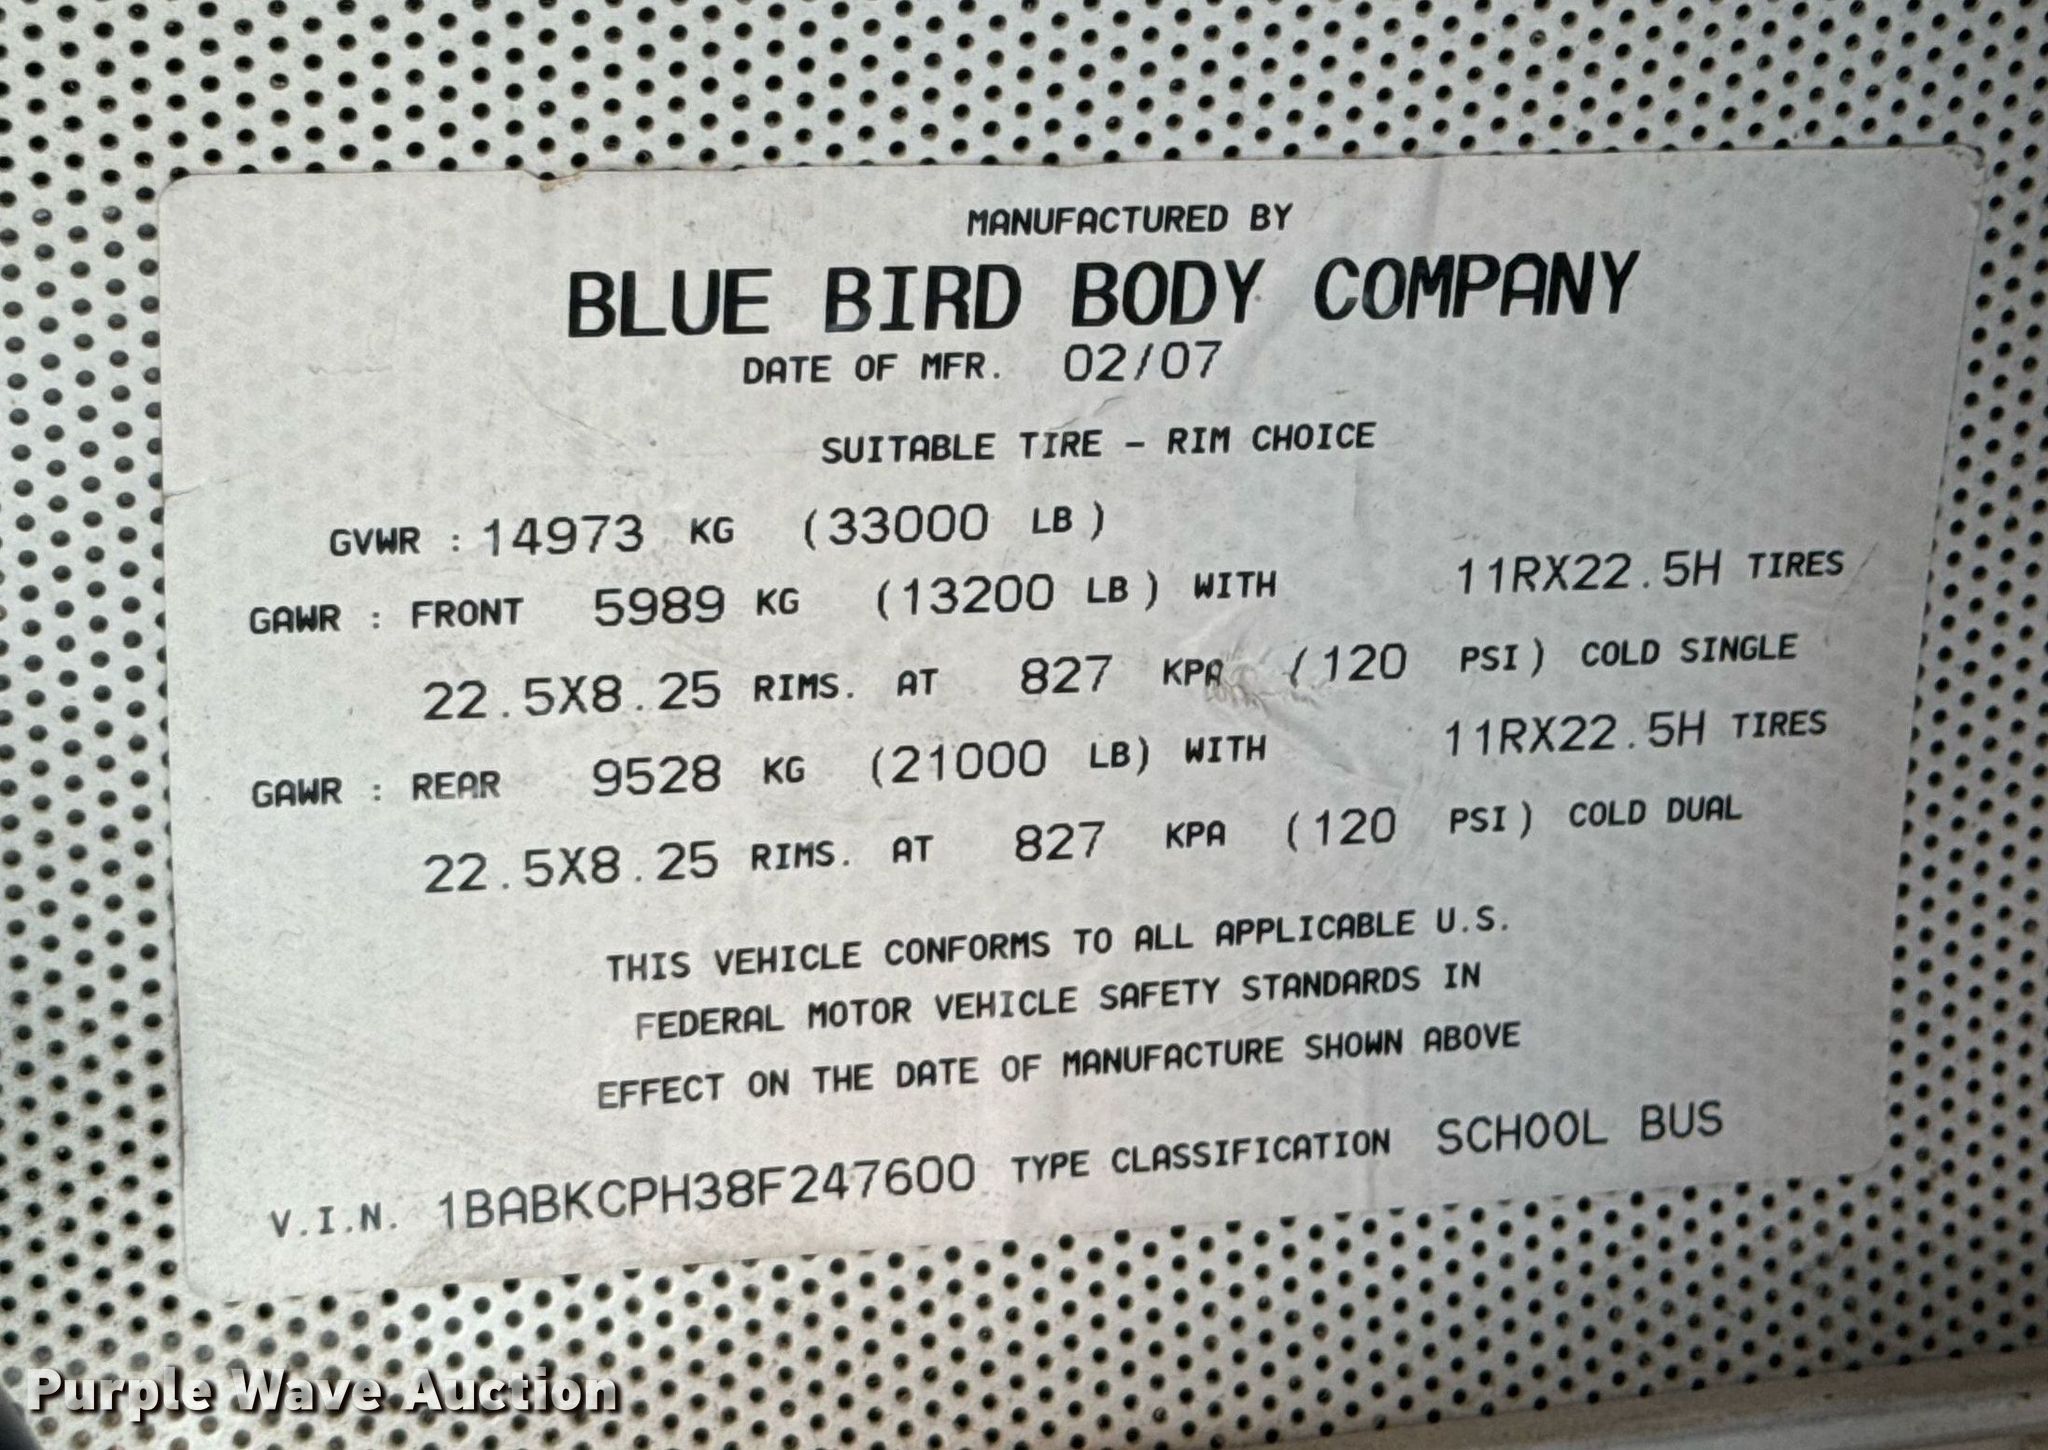 MANUFACTURED BY
BLUE BIRD BODY COMPANY
DATE OF MFR. 02/07
SUITABLE TIRE - RIM CHOICE
GVWR : 14973 KG (33000 LB)
GAWR : FRONT 5989 KG (13200 LB) WITH 11RX22.5H TIRES
22.5X8.25 RIMS. AT 827 KPA (120 PSI) COLD SINGLE
GAWR : REAR 9528 KG (21000 LB) WITH 11RX22.5H TIRES
22.5X8.25 RIMS. AT 827 KPA (120 PSI) COLD DUAL
THIS VEHICLE CONFORMS TO ALL APPLICABLE U.S.
FEDERAL MOTOR VEHICLE SAFETY STANDARDS IN
EFFECT ON THE DATE OF MANUFACTURE SHOWN ABOVE
V.I.N. 1BABKCPH38F247600 TYPE CLASSIFICATION SCHOOL BUS
Purple Wave Auction